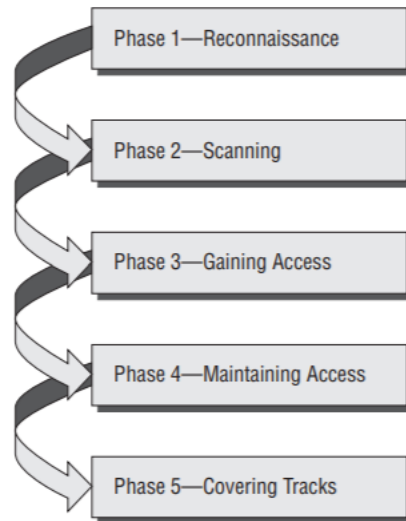 Phase 1—Reconnaissance
Phase 2—Scanning
Phase 3—Gaining Access
Phase 4—Maintaining Access
Phase 5—Covering Tracks